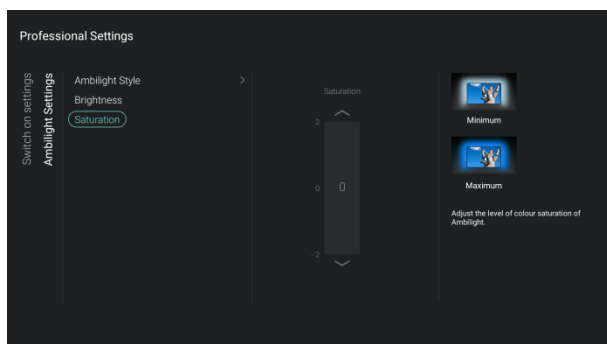 Professional Settings
Switch on settings
Ambilight Settings
Ambilight Style
Brightness
Saturation
Saturation
2
0
0
-2
Minimum
Maximum
Adjust the level of colour saturation of
Ambilight.